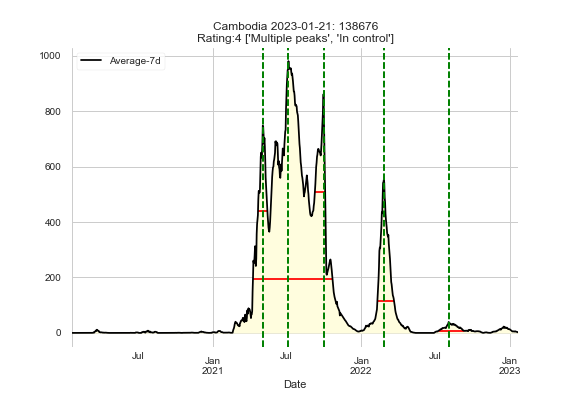 Cambodia 2023-01-21: 138676
Rating:4 ['Multiple peaks', 'In control']
Average-7d
1000
800
600
400
200
0
Jul
Jan
2021
Jul
Jan
2022
Jul
Jan
2023
Date